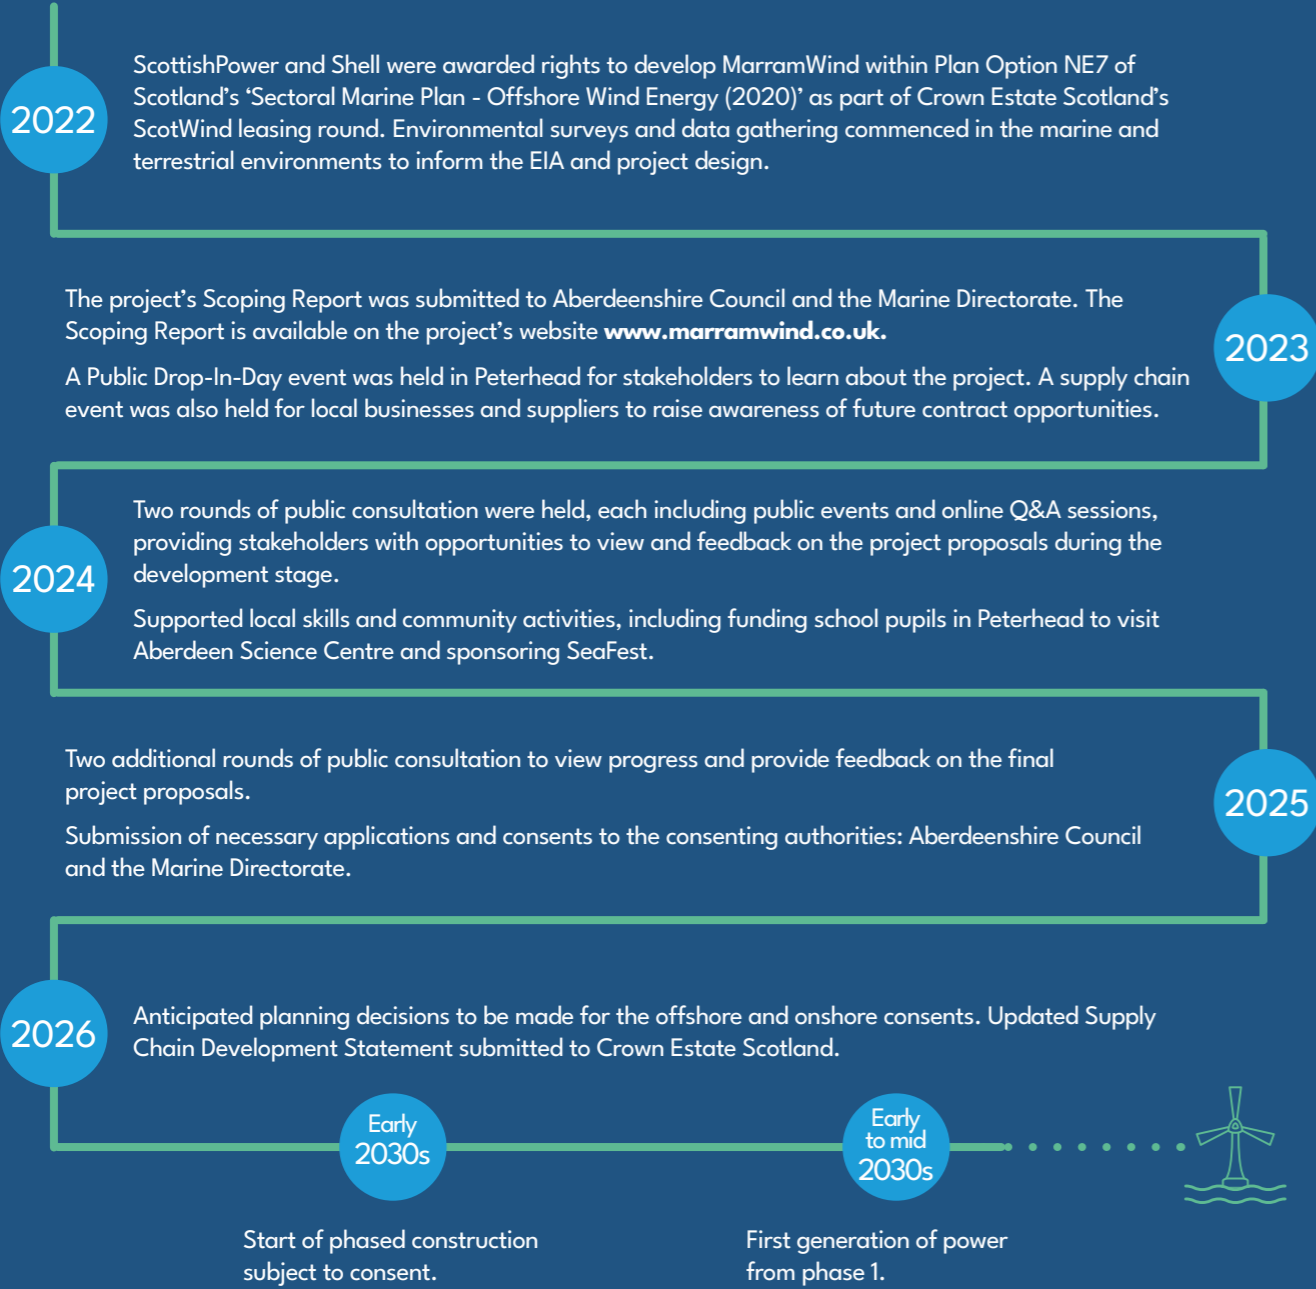 2022
ScottishPower and Shell were awarded rights to develop MarramWind within Plan Option NE7 of
Scotland’s ‘Sectoral Marine Plan - Offshore Wind Energy (2020)’ as part of Crown Estate Scotland’s
ScotWind leasing round. Environmental surveys and data gathering commenced in the marine and
terrestrial environments to inform the EIA and project design.
The project’s Scoping Report was submitted to Aberdeenshire Council and the Marine Directorate. The
Scoping Report is available on the project’s website www.marramwind.co.uk.
A Public Drop-In-Day event was held in Peterhead for stakeholders to learn about the project. A supply chain
event was also held for local businesses and suppliers to raise awareness of future contract opportunities.
2023
2024
Two rounds of public consultation were held, each including public events and online Q&A sessions,
providing stakeholders with opportunities to view and feedback on the project proposals during the
development stage.
Supported local skills and community activities, including funding school pupils in Peterhead to visit
Aberdeen Science Centre and sponsoring SeaFest.
Two additional rounds of public consultation to view progress and provide feedback on the final
project proposals.
Submission of necessary applications and consents to the consenting authorities: Aberdeenshire Council
and the Marine Directorate.
2025
2026
Anticipated planning decisions to be made for the offshore and onshore consents. Updated Supply
Chain Development Statement submitted to Crown Estate Scotland.
Early
2030s
Start of phased construction
subject to consent.
Early
to mid
2030s
First generation of power
from phase 1.